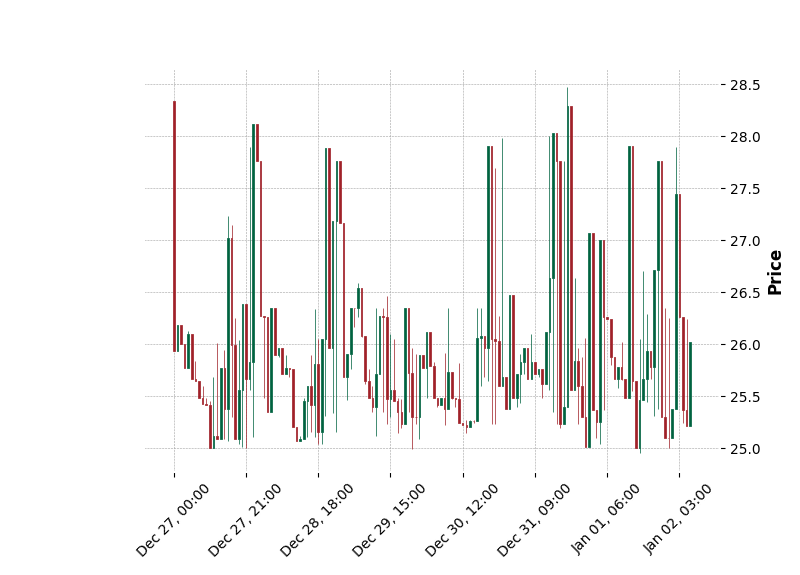 28.5
28.0
27.5
27.0
26.5
26.0
25.5
25.0
Price
Dec 27, 00:00
Dec 27, 21:00
Dec 28, 18:00
Dec 29, 15:00
Dec 30, 12:00
Dec 31, 09:00
Jan 01, 06:00
Jan 02, 03:00